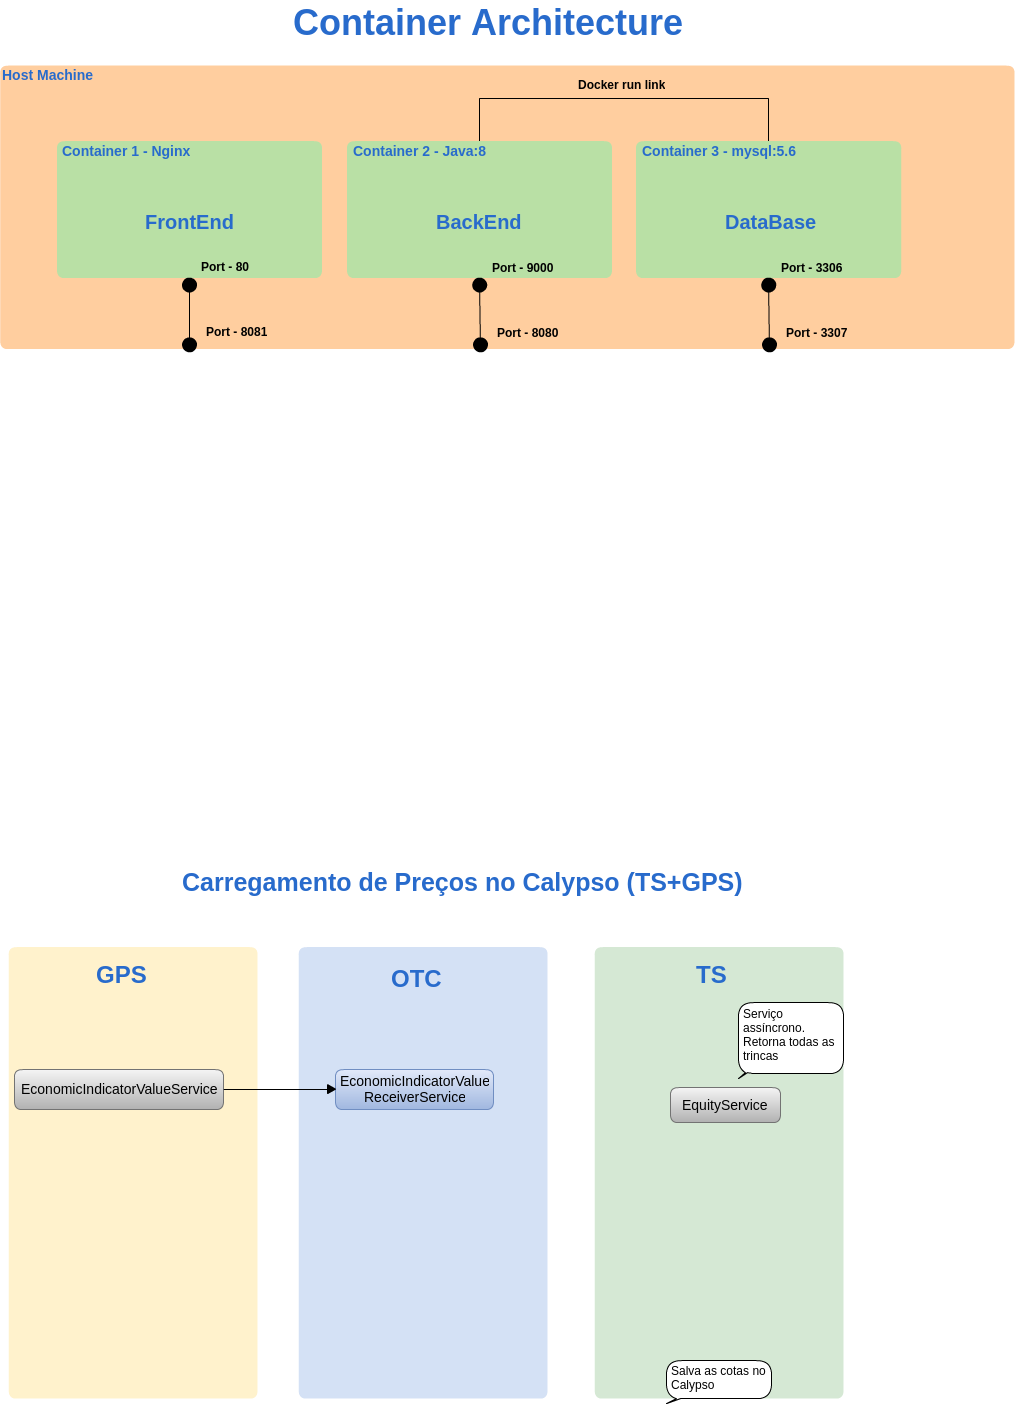 Container Architecture
Host Machine
Docker run link
Container 1 - Nginx
Container 2 - Java:8
Container 3 - mysql:5.6
FrontEnd
BackEnd
DataBase
Port - 80
Port - 9000
Port - 3306
Port - 8081
Port - 8080
Port - 3307
Carregamento de Preços no Calypso (TS+GPS)
GPS
OTC
TS
Serviço
assíncrono.
Retorna todas as
trincas
EconomicIndicatorValueService
EconomicIndicatorValue
ReceiverService
EquityService
Salva as cotas no
Calypso